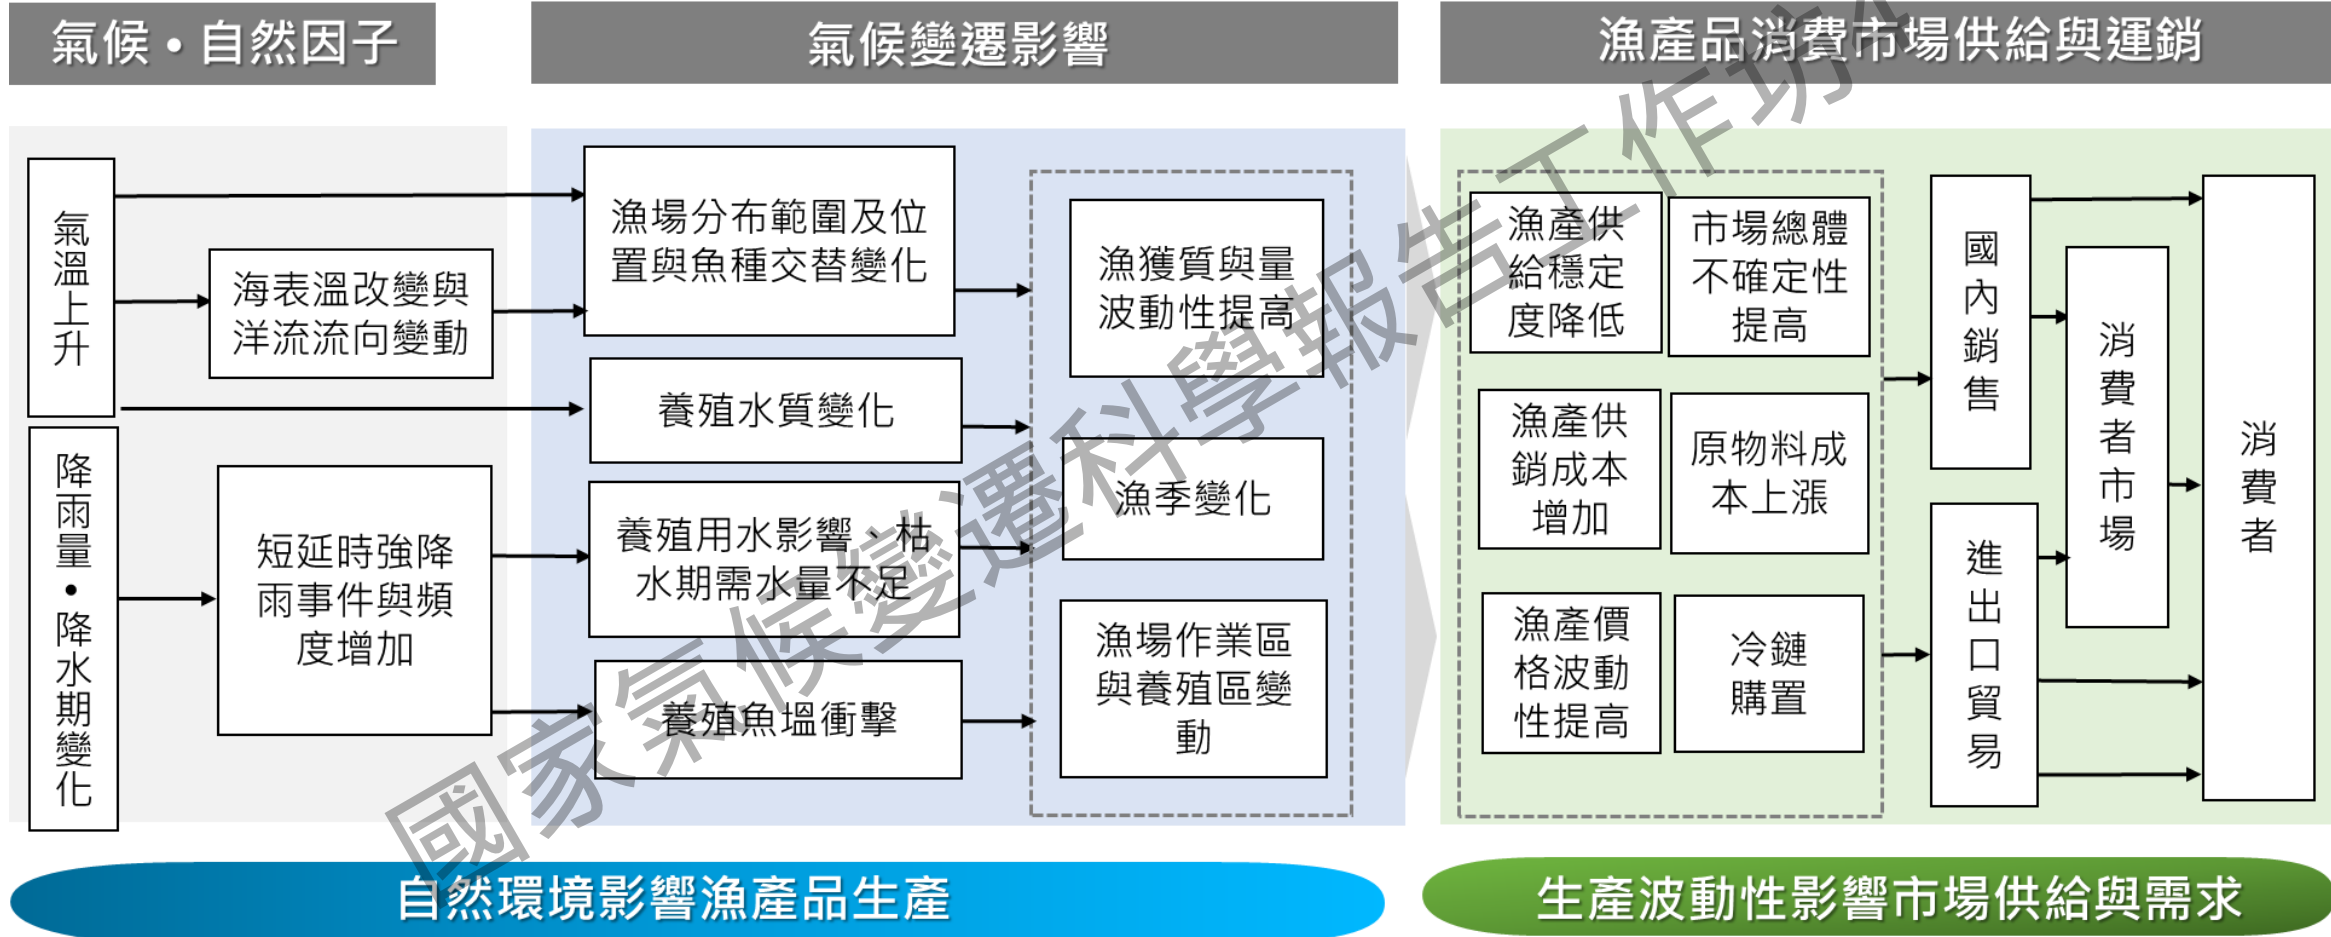 氣候•自然因子
氣候變遷影響
漁產品消費市場供給與運銷
氣溫上升
海表溫改變與
洋流流向變動
降雨量•降水期變化
短延時強降
雨事件與頻
度增加
漁場分布範圍及位
置與魚種交替變化
養殖水質變化
養殖用水影響、枯
水期需水量不足
養殖魚塭衝擊
漁獲質與量
波動性提高
漁季變化
漁場作業區
與養殖區變
動
漁產供
給穩定
度降低
市場總體
不確定性
提高
漁產供
銷成本
增加
原物料成
本上漲
漁產價
格波動
性提高
冷鏈
購置
國內銷售
進出口貿易
消費者市場
消費者
自然環境影響漁產品生產
生產波動性影響市場供給與需求
國家氣候變遷科學報告工作坊